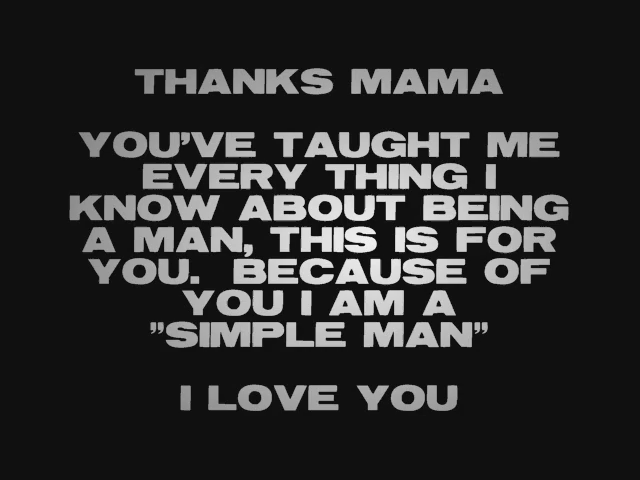 THANKS MAMA
YOU'VE TAUGHT ME
EVERY THING I
KNOW ABOUT BEING
A MAN, THIS IS FOR
YOU.  BECAUSE OF
YOU I AM A
”SIMPLE MAN”
I LOVE YOU